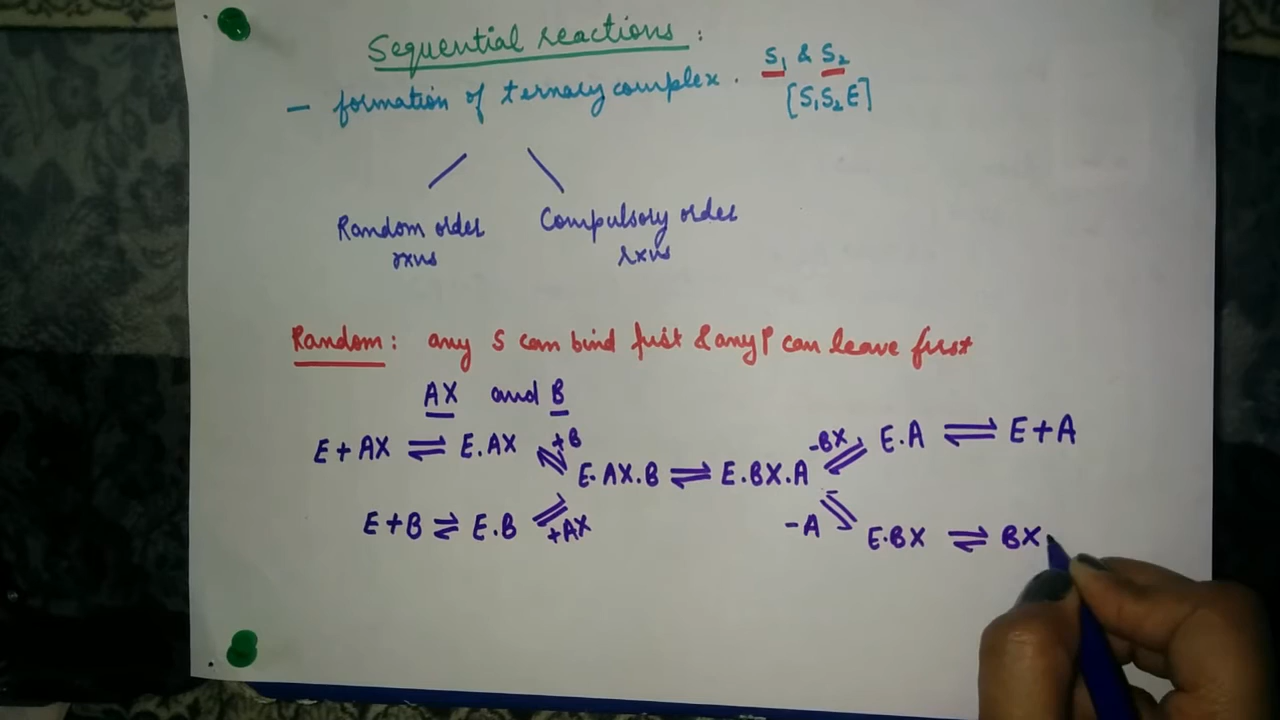 Sequential reactions :
– formation of ternary complex . S₁ & S₂
[S₁S₂E]
Random order rxns
Compulsory order rxns
Random : any S can bind first & any P can leave first
AX and B
E + AX ⇌ E.AX +B
E.AX.B ⇌ E.BX.A
-BX E.A ⇌ E+A
E+B ⇌ E.B +AX
-A E.BX ⇌ BX